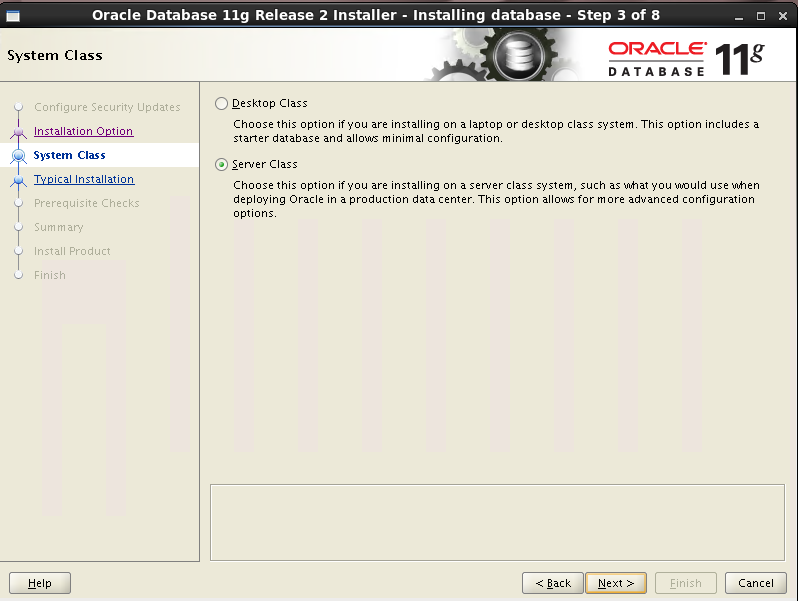 Oracle Database 11g Release 2 Installer - Installing database - Step 3 of 8
System Class
ORACLE
DATABASE
11g
Configure Security Updates
Installation Option
System Class
Typical Installation
Prerequisite Checks
Summary
Install Product
Finish
Desktop Class
Choose this option if you are installing on a laptop or desktop class system. This option includes a
starter database and allows minimal configuration.
Server Class
Choose this option if you are installing on a server class system, such as what you would use when
deploying Oracle in a production data center. This option allows for more advanced configuration
options.
Help
< Back
Next >
Finish
Cancel